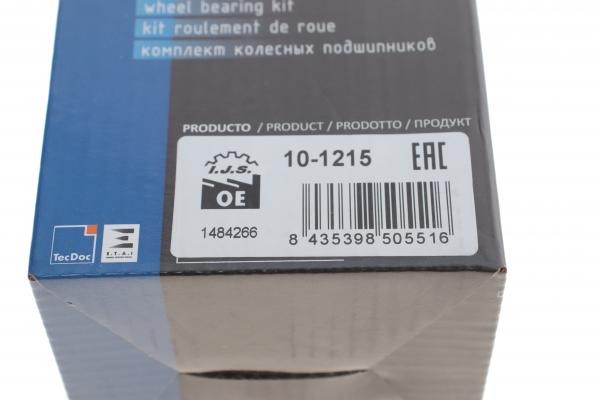 wheel bearing kit
kit roulement de roue
комплект колесных подшипников
PRODUCTO / PRODUCT / PRODOTTO / ПРОДУКТ
I.J.S.
10-1215
EAC
OE
1484266
8 435398 505516
TecDoc
E.T.A.I